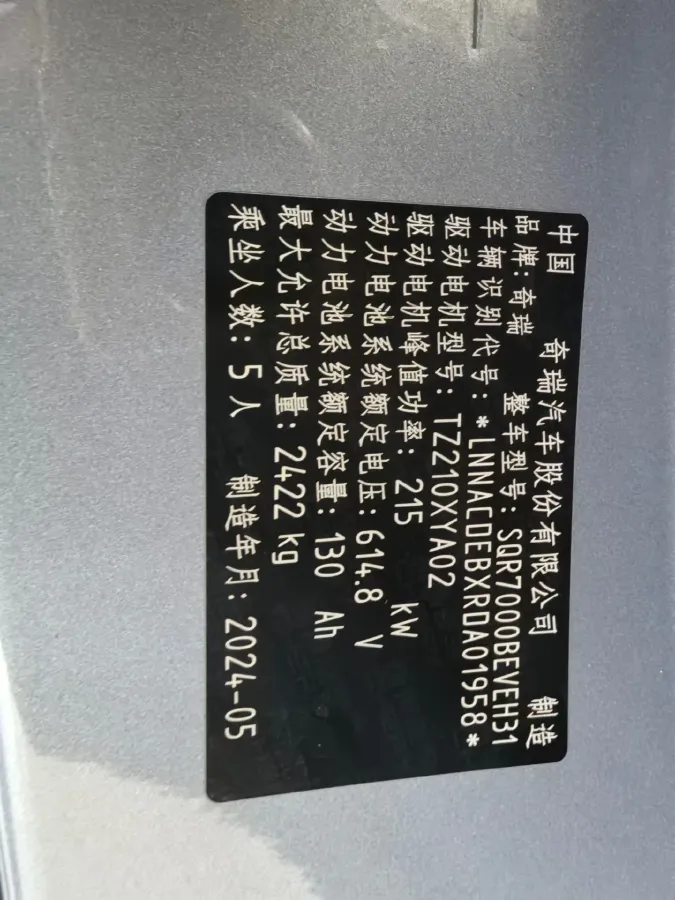 中国 奇瑞汽车股份有限公司 制造
品牌: 奇瑞 整车型号: SQR7000BEVEH31
车辆识别代号: *LNNACDEBXRDA01958*
驱动电机型号: TZ210XYA02
驱动电机峰值功率: 215 kW
动力电池系统额定电压: 614.8 V
动力电池系统额定容量: 130 Ah
最大允许总质量: 2422 kg
乘坐人数: 5 人 制造年月: 2024-05